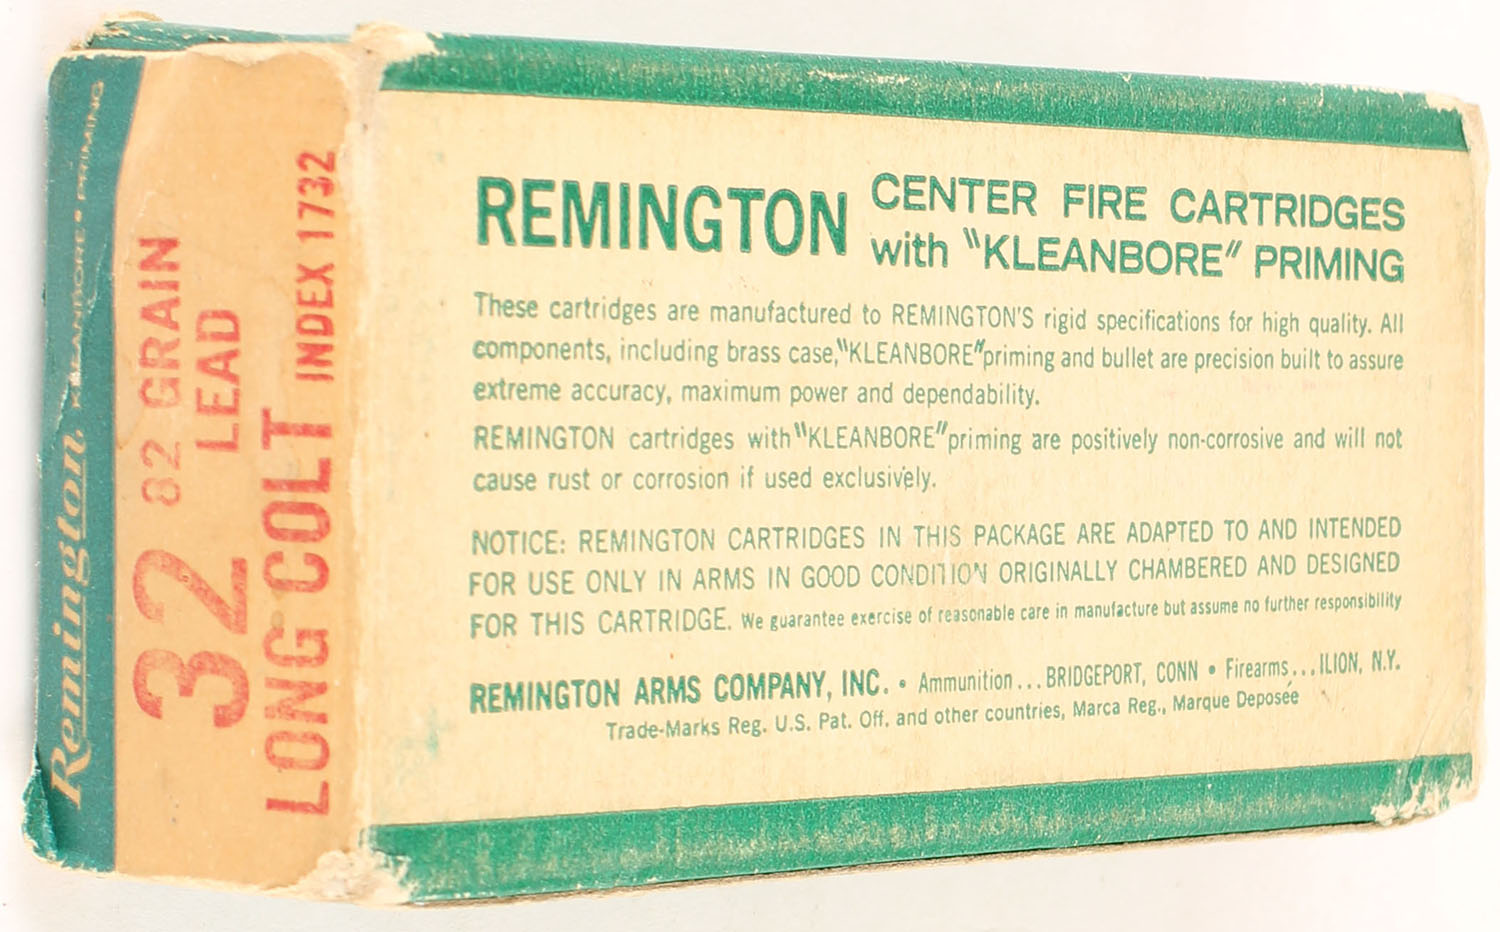 Remington. KLEANBORE* PRIMING
82 GRAIN
LEAD
32
LONG COLT INDEX 1732
REMINGTON CENTER FIRE CARTRIDGES
with "KLEANBORE" PRIMING
These cartridges are manufactured to REMINGTON'S rigid specifications for high quality. All
components, including brass case,"KLEANBORE"priming and bullet are precision built to assure
extreme accuracy, maximum power and dependability.
REMINGTON cartridges with"KLEANBORE"priming are positively non-corrosive and will not
cause rust or corrosion if used exclusively.
NOTICE: REMINGTON CARTRIDGES IN THIS PACKAGE ARE ADAPTED TO AND INTENDED
FOR USE ONLY IN ARMS IN GOOD CONDITION ORIGINALLY CHAMBERED AND DESIGNED
FOR THIS CARTRIDGE. We guarantee exercise of reasonable care in manufacture but assume no further responsibility
REMINGTON ARMS COMPANY, INC. • Ammunition...BRIDGEPORT, CONN • Firearms...ILION, N.Y.
Trade-Marks Reg. U.S. Pat. Off. and other countries, Marca Reg., Marque Deposée